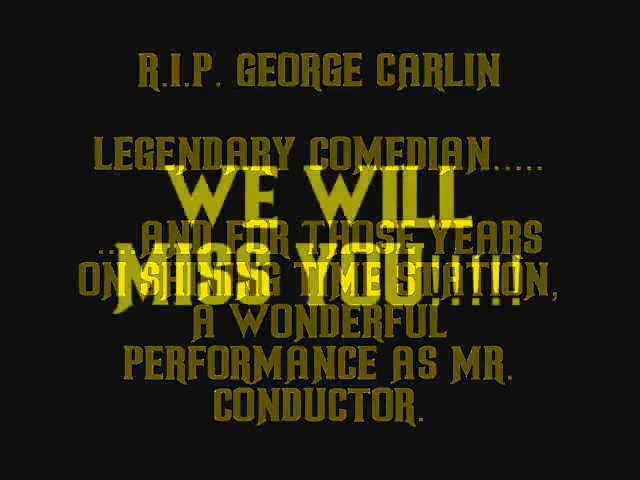 R.I.P. GEORGE CARLIN
LEGENDARY COMEDIAN.....
WE WILL
MISS YOU!!!!!
....AND FOR THOSE YEARS
ON SHINING TIME STATION,
A WONDERFUL
PERFORMANCE AS MR.
CONDUCTOR.